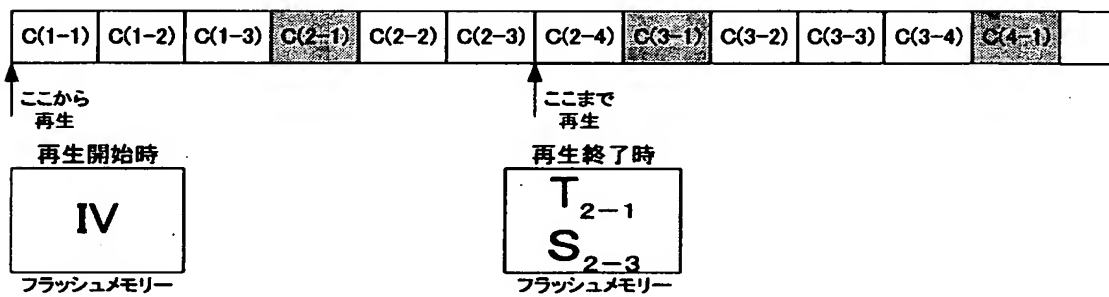 C(1-1) C(1-2) C(1-3) C(2-1) C(2-2) C(2-3) C(2-4) C(3-1) C(3-2) C(3-3) C(3-4) C(4-1)
ここから
再生
ここまで
再生
再生開始時
再生終了時
IV
T2-1
S2-3
フラッシュメモリー
フラッシュメモリー